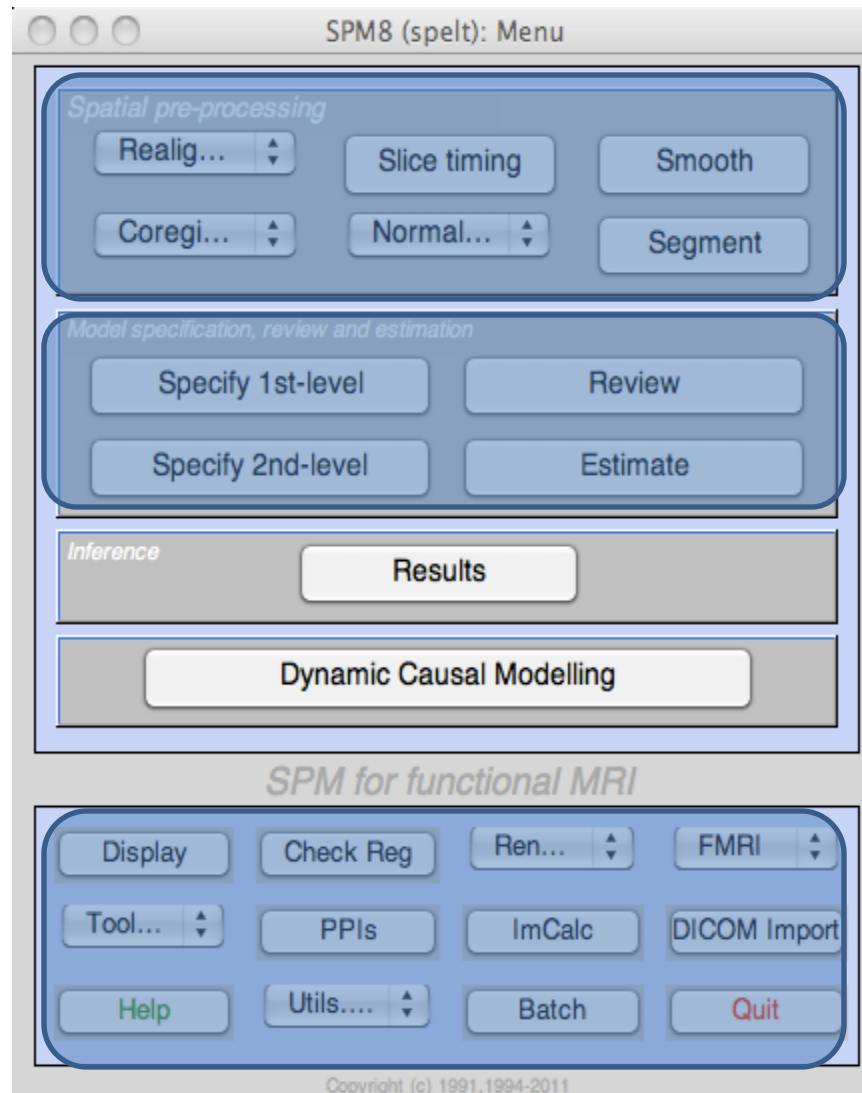 SPM8 (spelt): Menu
Spatial pre-processing
Realig... Slice timing Smooth
Coregi... Normal... Segment
Model specification, review and estimation
Specify 1st-level Review
Specify 2nd-level Estimate
Inference
Results
Dynamic Causal Modelling
SPM for functional MRI
Display Check Reg Ren... FMRI
Tool... PPIs ImCalc DICOM Import
Help Utils.... Batch Quit
Copyright (c) 1991,1994-2011